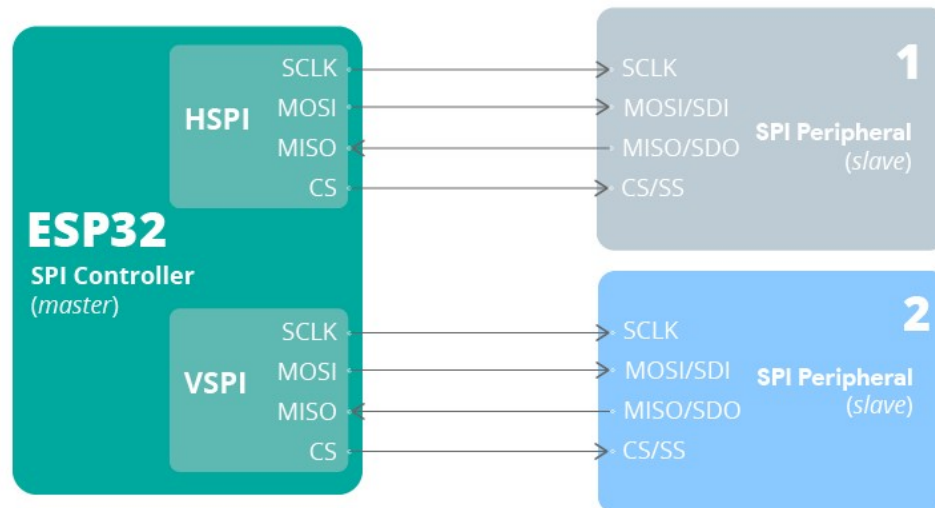 ESP32
SPI Controller
(master)
HSPI
SCLK
MOSI
MISO
CS
VSPI
SCLK
MOSI
MISO
CS
1
SPI Peripheral
(slave)
SCLK
MOSI/SDI
MISO/SDO
CS/SS
2
SPI Peripheral
(slave)
SCLK
MOSI/SDI
MISO/SDO
CS/SS